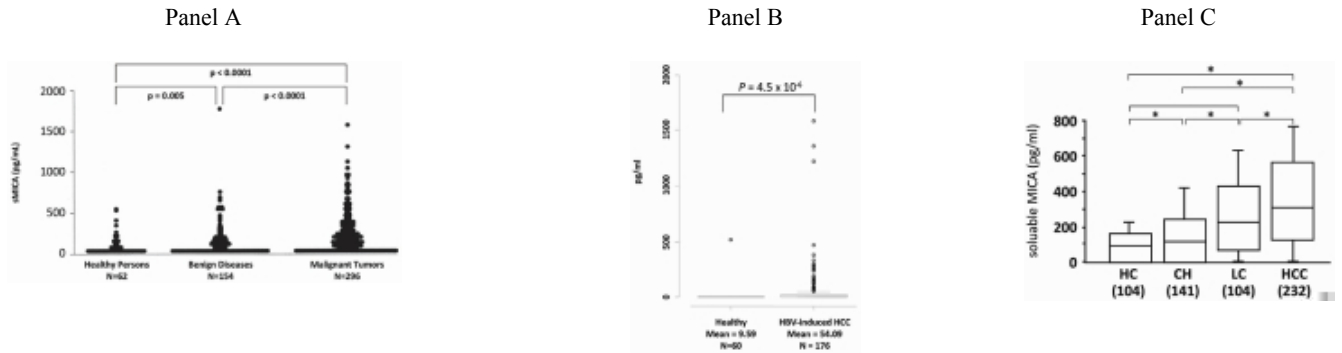 Panel A
Panel B
Panel C
p < 0.0001
p = 0.005
p < 0.0001
sMICA (pg/mL)
2000
1500
1000
500
0
Healthy Persons
N=62
Benign Diseases
N=154
Malignant Tumors
N=296
P = 4.5 x 10⁴
pg/ml
2000
1500
1000
500
0
Healthy
Mean = 9.59
N=60
HBV-Induced HCC
Mean = 54.09
N = 176
*
*
*
*
*
soluable MICA (pg/ml)
800
600
400
200
0
HC
(104)
CH
(141)
LC
(104)
HCC
(232)